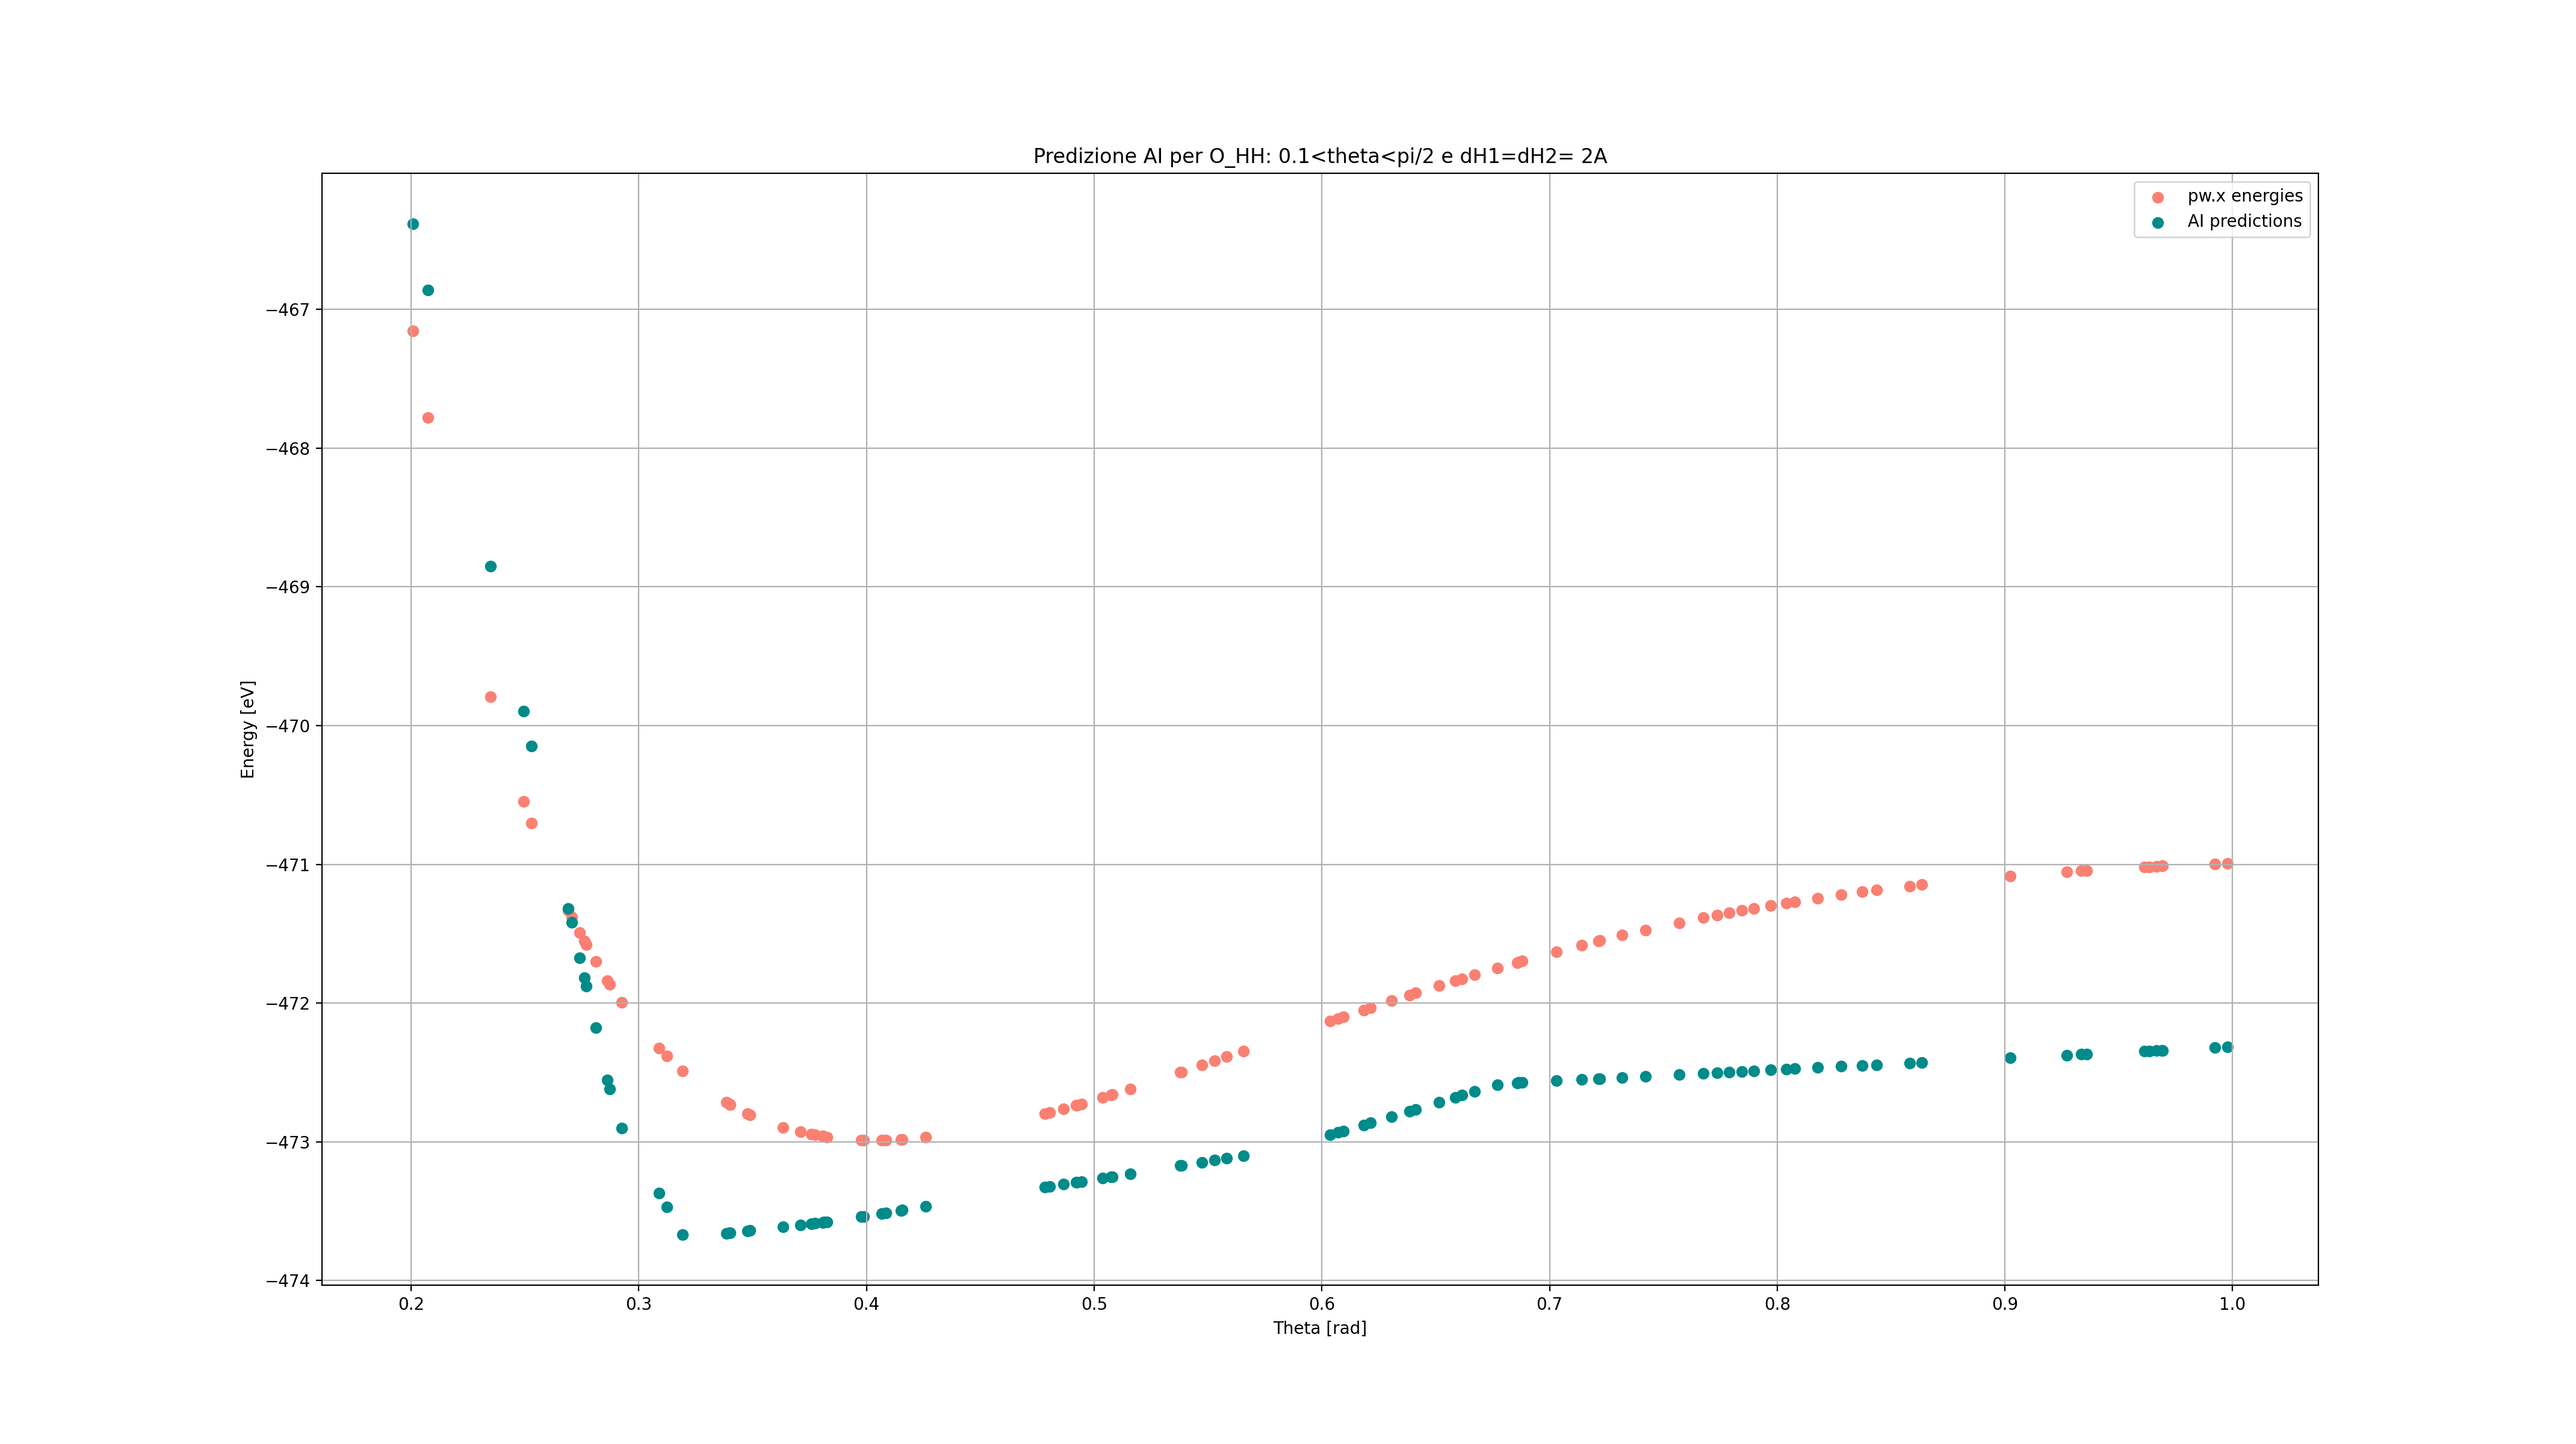 Predizione AI per O_HH: 0.1<theta<pi/2 e dH1=dH2= 2A
pw.x energies
AI predictions
Energy [eV]
−467
−468
−469
−470
−471
−472
−473
−474
0.2 0.3 0.4 0.5 0.6 0.7 0.8 0.9 1.0
Theta [rad]